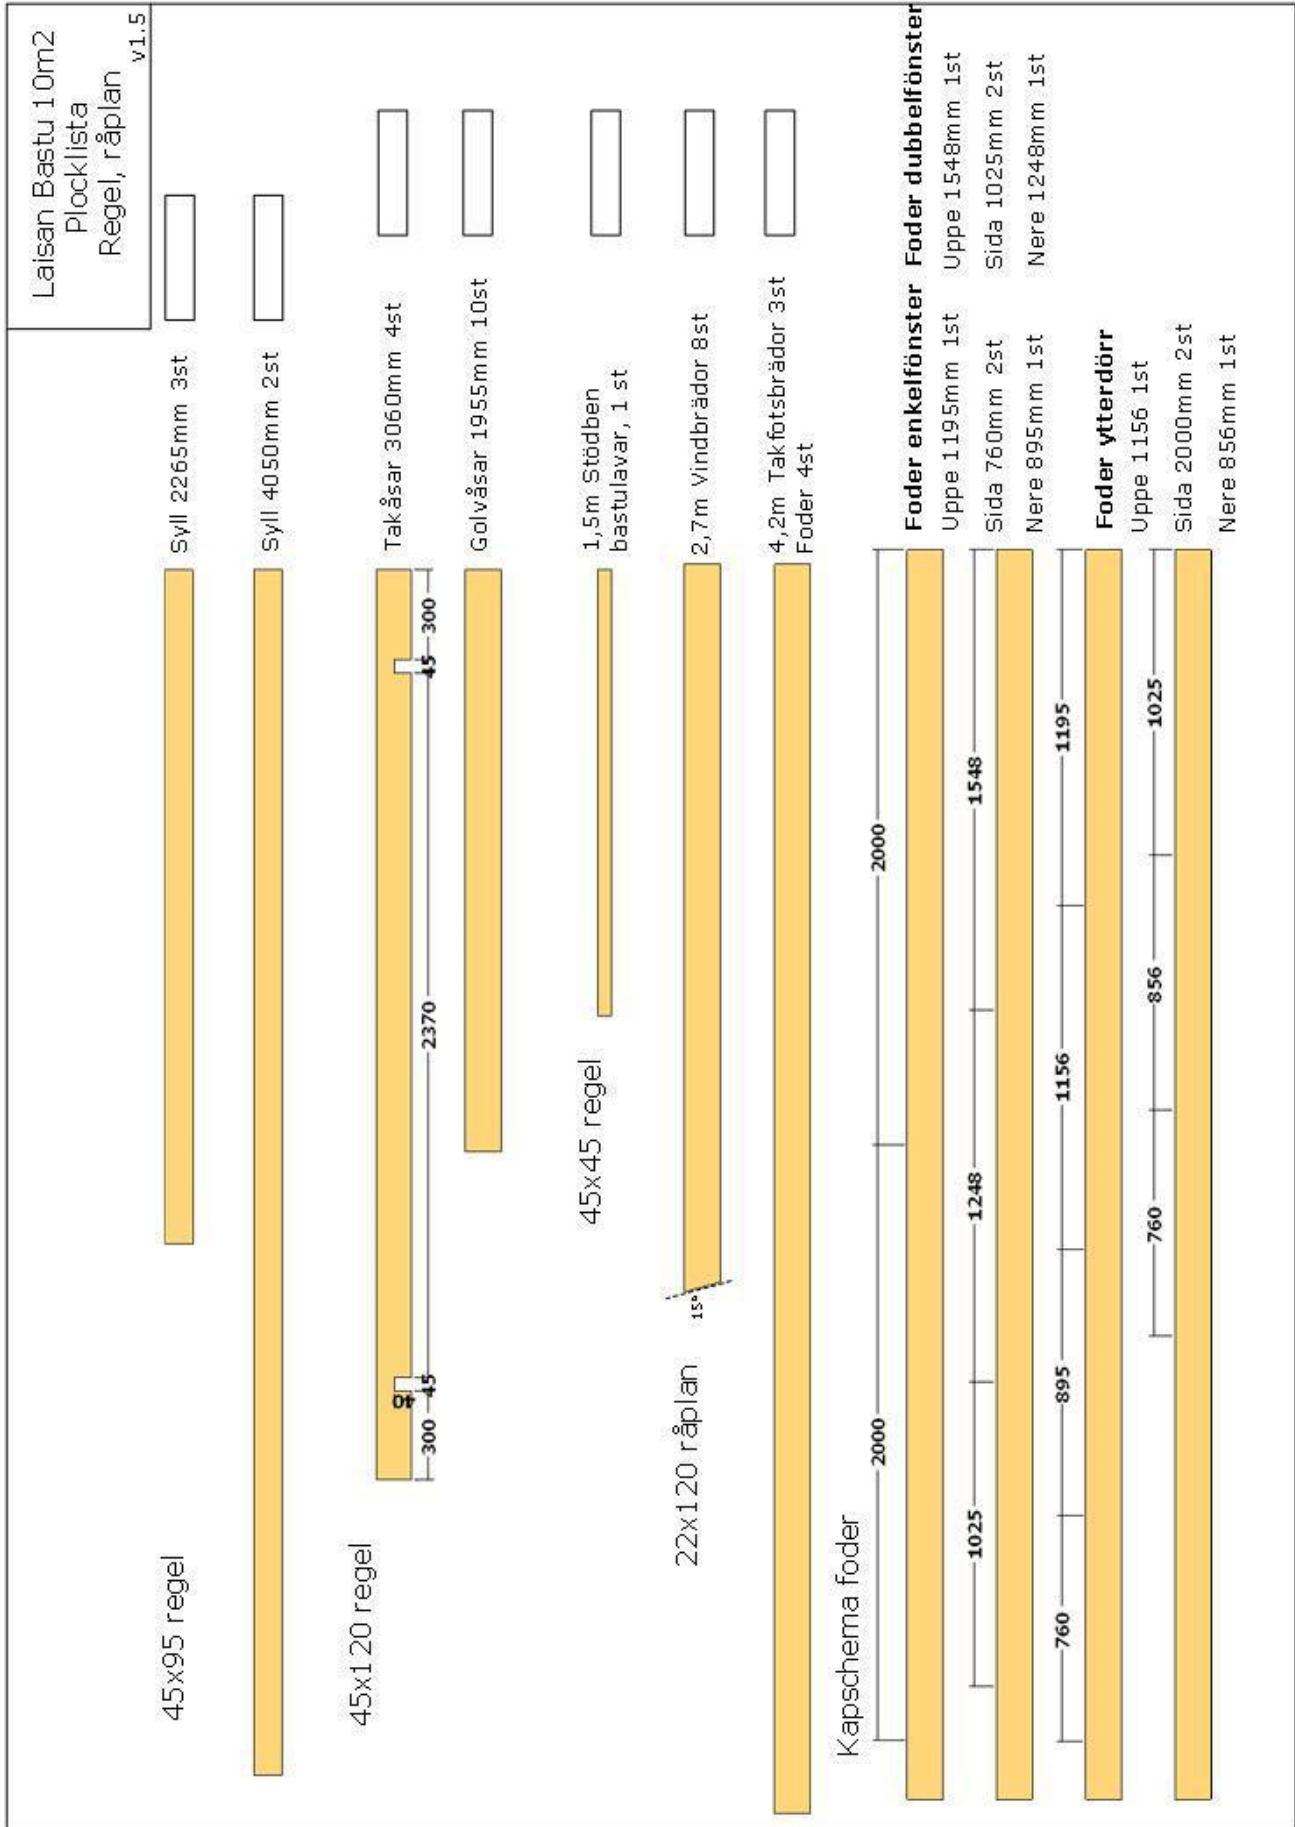 Laisan Bastu 10m2
Plocklista
Regel, råplan
v1.5
45x95 regel
Syll 2265mm 3st
Syll 4050mm 2st
45x120 regel
Takåsar 3060mm 4st
300
45
2370
45
300
40
Golvåsar 1955mm 10st
45x45 regel
1,5m Stödben
bastulavar, 1 st
22x120 råplan
15°
2,7m Vindbrädor 8st
4,2m Takfotsbrädor 3st
Foder 4st
Kapschema foder
2000
2000
1025
1248
1548
760
895
1156
1195
760
856
1025
Foder enkelfönster
Uppe 1195mm 1st
Sida 760mm 2st
Nere 895mm 1st
Foder dubbelfönster
Uppe 1548mm 1st
Sida 1025mm 2st
Nere 1248mm 1st
Foder ytterdörr
Uppe 1156 1st
Sida 2000mm 2st
Nere 856mm 1st